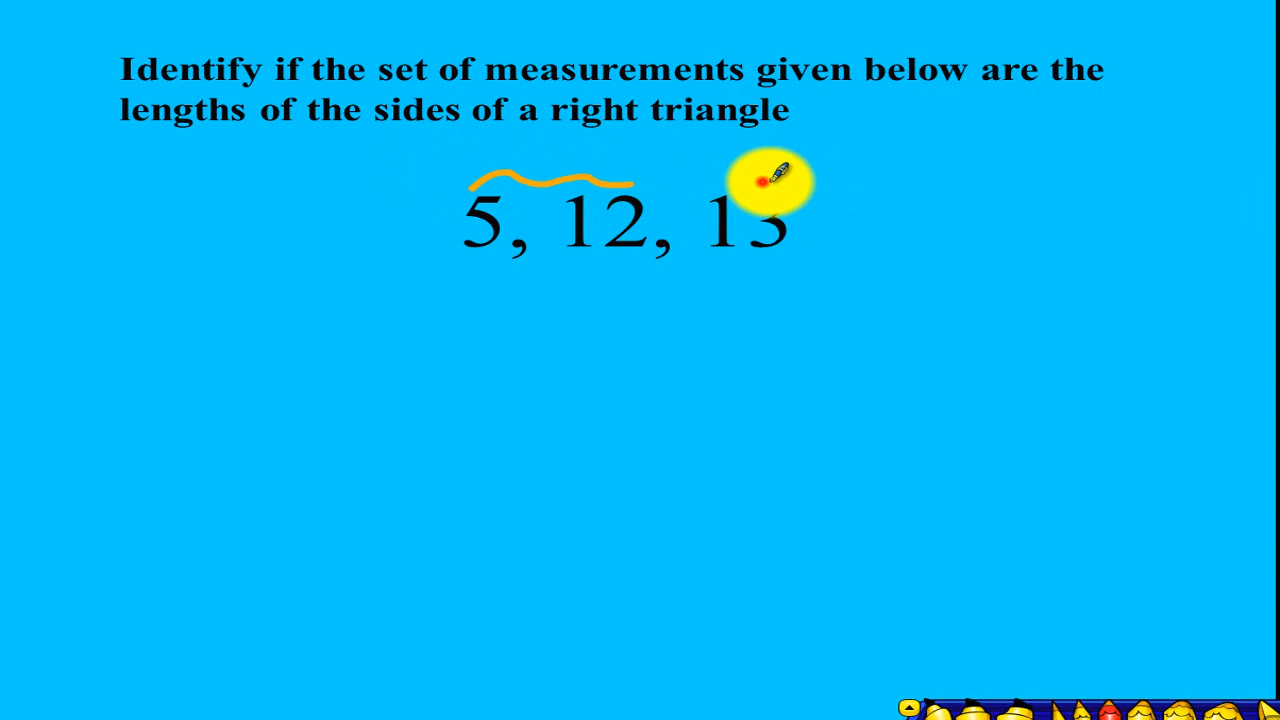 Identify if the set of measurements given below are the
lengths of the sides of a right triangle
5, 12, 13